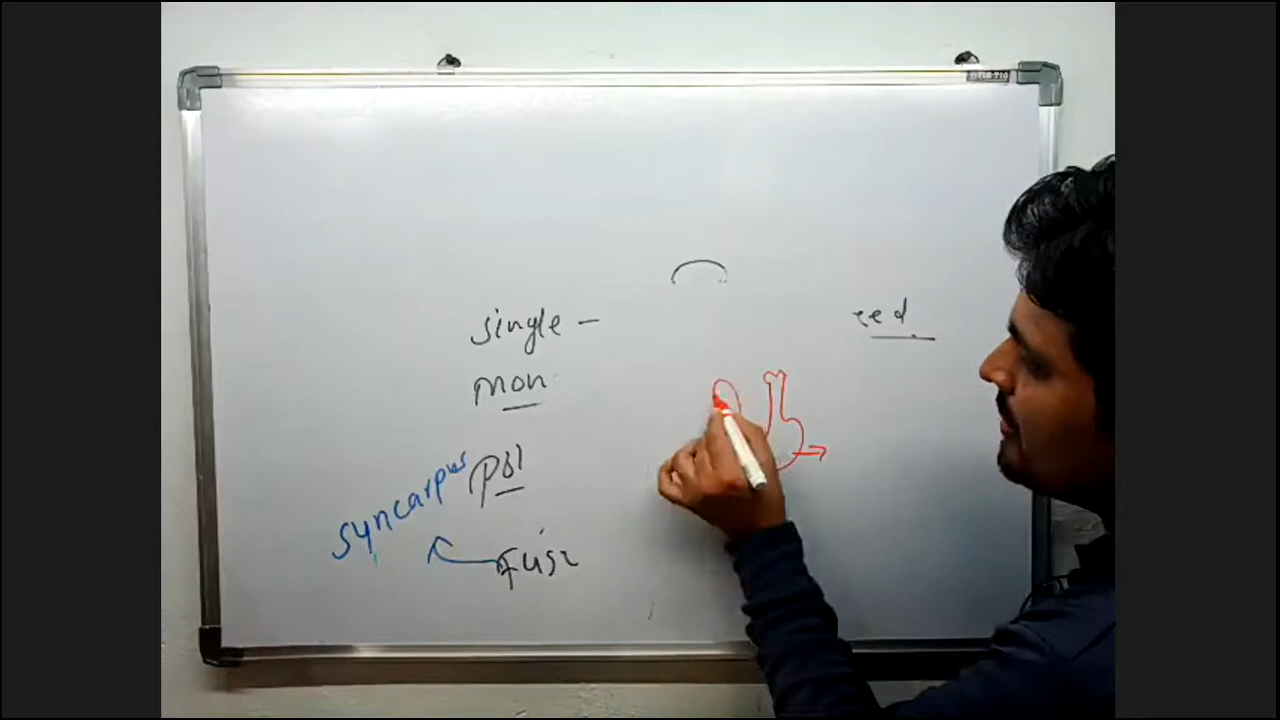 single –
eed
mon
pol
syncarpus
Fuse